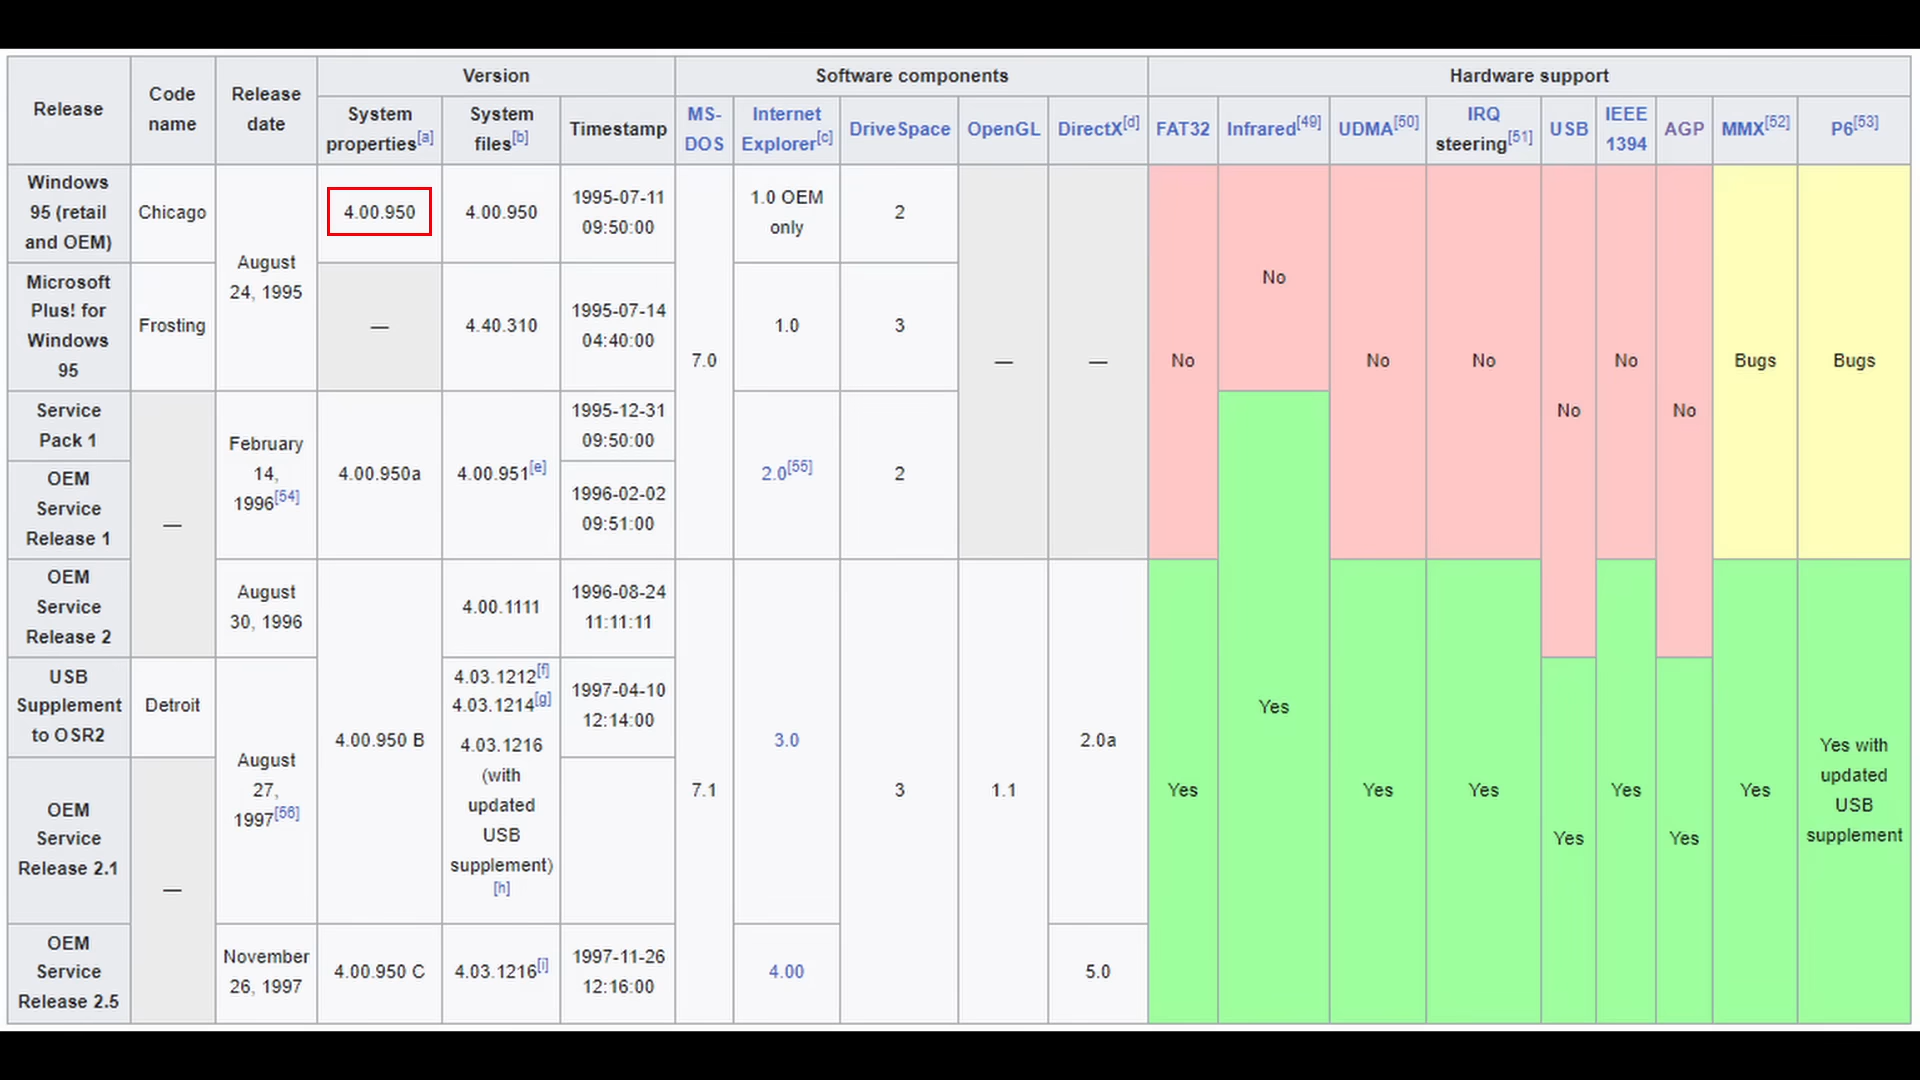 Release
Code
name
Release
date
Version
Software components
Hardware support
System
properties[a]
System
files[b]
Timestamp
MS-
DOS
Internet
Explorer[c]
DriveSpace
OpenGL
DirectX[d]
FAT32
Infrared[49]
UDMA[50]
IRQ
steering[51]
USB
IEEE
1394
AGP
MMX[52]
P6[53]
Windows
95 (retail
and OEM)
Chicago
August
24, 1995
4.00.950
4.00.950
1995-07-11
09:50:00
7.0
1.0 OEM
only
2
—
—
No
No
No
No
No
No
No
Bugs
Bugs
Microsoft
Plus! for
Windows
95
Frosting
—
4.40.310
1995-07-14
04:40:00
1.0
3
Service
Pack 1
—
February
14,
1996[54]
4.00.950a
4.00.951[e]
1995-12-31
09:50:00
2.0[55]
2
Yes
OEM
Service
Release 1
1996-02-02
09:51:00
OEM
Service
Release 2
August
30, 1996
4.00.950 B
4.00.1111
1996-08-24
11:11:11
7.1
3.0
3
1.1
2.0a
Yes
Yes
Yes
Yes
Yes
Yes with
updated
USB
supplement
USB
Supplement
to OSR2
Detroit
August
27,
1997[56]
4.03.1212[f]
4.03.1214[g]
4.03.1216
(with
updated
USB
supplement)
[h]
1997-04-10
12:14:00
Yes
Yes
OEM
Service
Release 2.1
—
OEM
Service
Release 2.5
November
26, 1997
4.00.950 C
4.03.1216[i]
1997-11-26
12:16:00
4.00
5.0